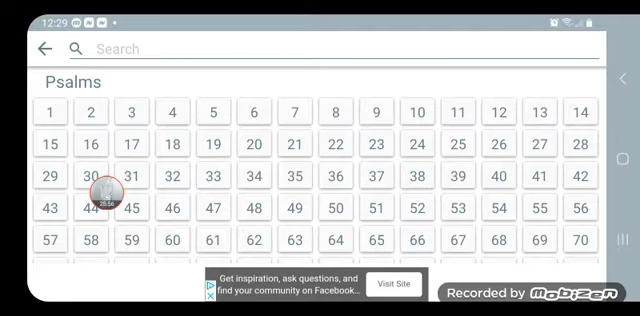 12:29
Search
Psalms
1 2 3 4 5 6 7 8 9 10 11 12 13 14
15 16 17 18 19 20 21 22 23 24 25 26 27 28
29 30 31 32 33 34 35 36 37 38 39 40 41 42
43 44 45 46 47 48 49 50 51 52 53 54 55 56
57 58 59 60 61 62 63 64 65 66 67 68 69 70
Get inspiration, ask questions, and
find your community on Facebook...
Visit Site
Recorded by MOBIZEN